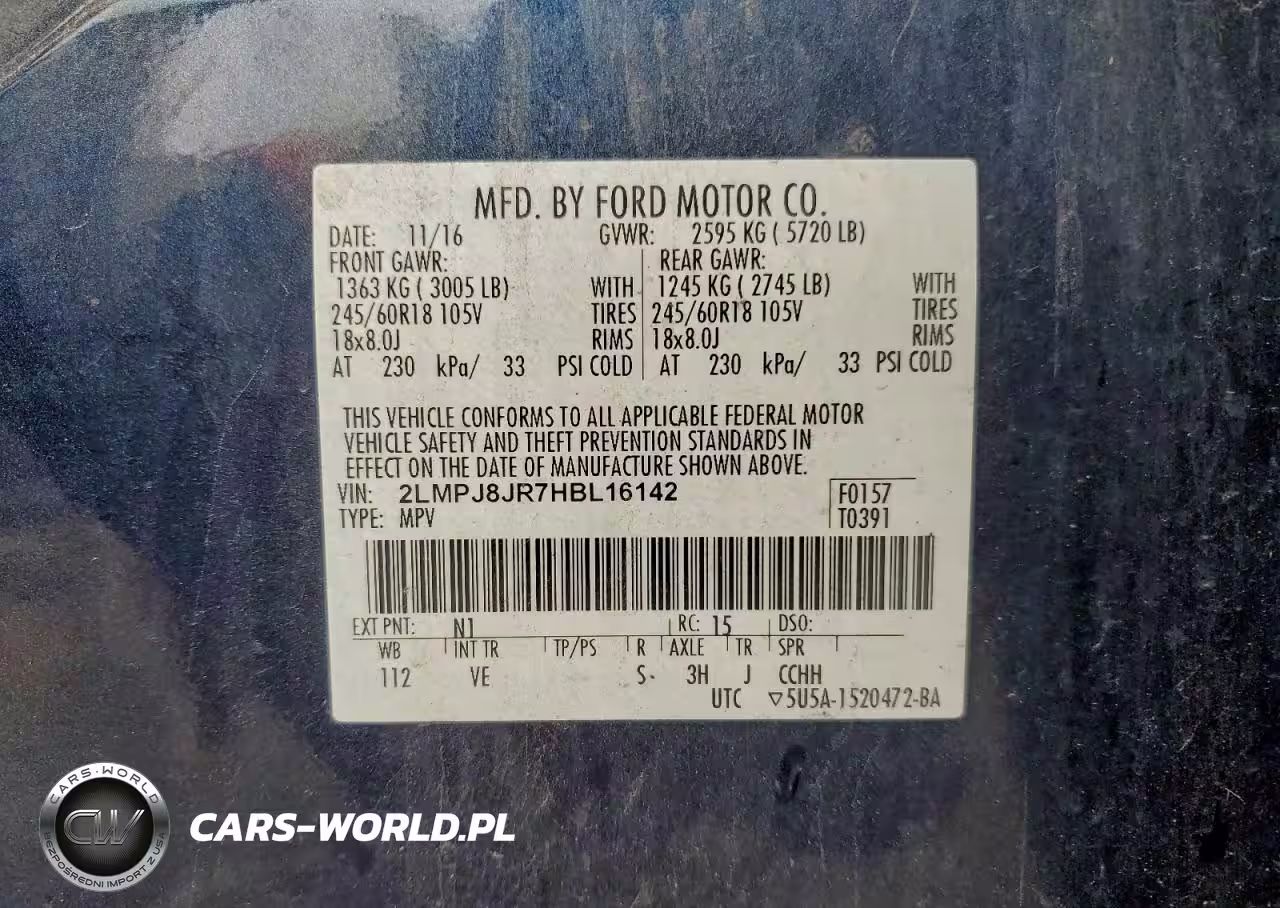 MFD. BY FORD MOTOR CO.
DATE: 11/16 GVWR: 2595 KG ( 5720 LB)
FRONT GAWR: REAR GAWR:
1363 KG ( 3005 LB) WITH 1245 KG ( 2745 LB) WITH
245/60R18 105V TIRES 245/60R18 105V TIRES
18x8.0J RIMS 18x8.0J RIMS
AT 230 kPa/ 33 PSI COLD AT 230 kPa/ 33 PSI COLD
THIS VEHICLE CONFORMS TO ALL APPLICABLE FEDERAL MOTOR
VEHICLE SAFETY AND THEFT PREVENTION STANDARDS IN
EFFECT ON THE DATE OF MANUFACTURE SHOWN ABOVE.
VIN: 2LMPJ8JR7HBL16142 F0157
TYPE: MPV T0391
EXT PNT: N1 RC: 15 DSO:
WB INT TR TP/PS R AXLE TR SPR
112 VE S- 3H J CCHH
UTC ▽5U5A-1520472-BA
CARS-WORLD
CW
BEZPOSREDNI IMPORT Z USA
CARS-WORLD.PL